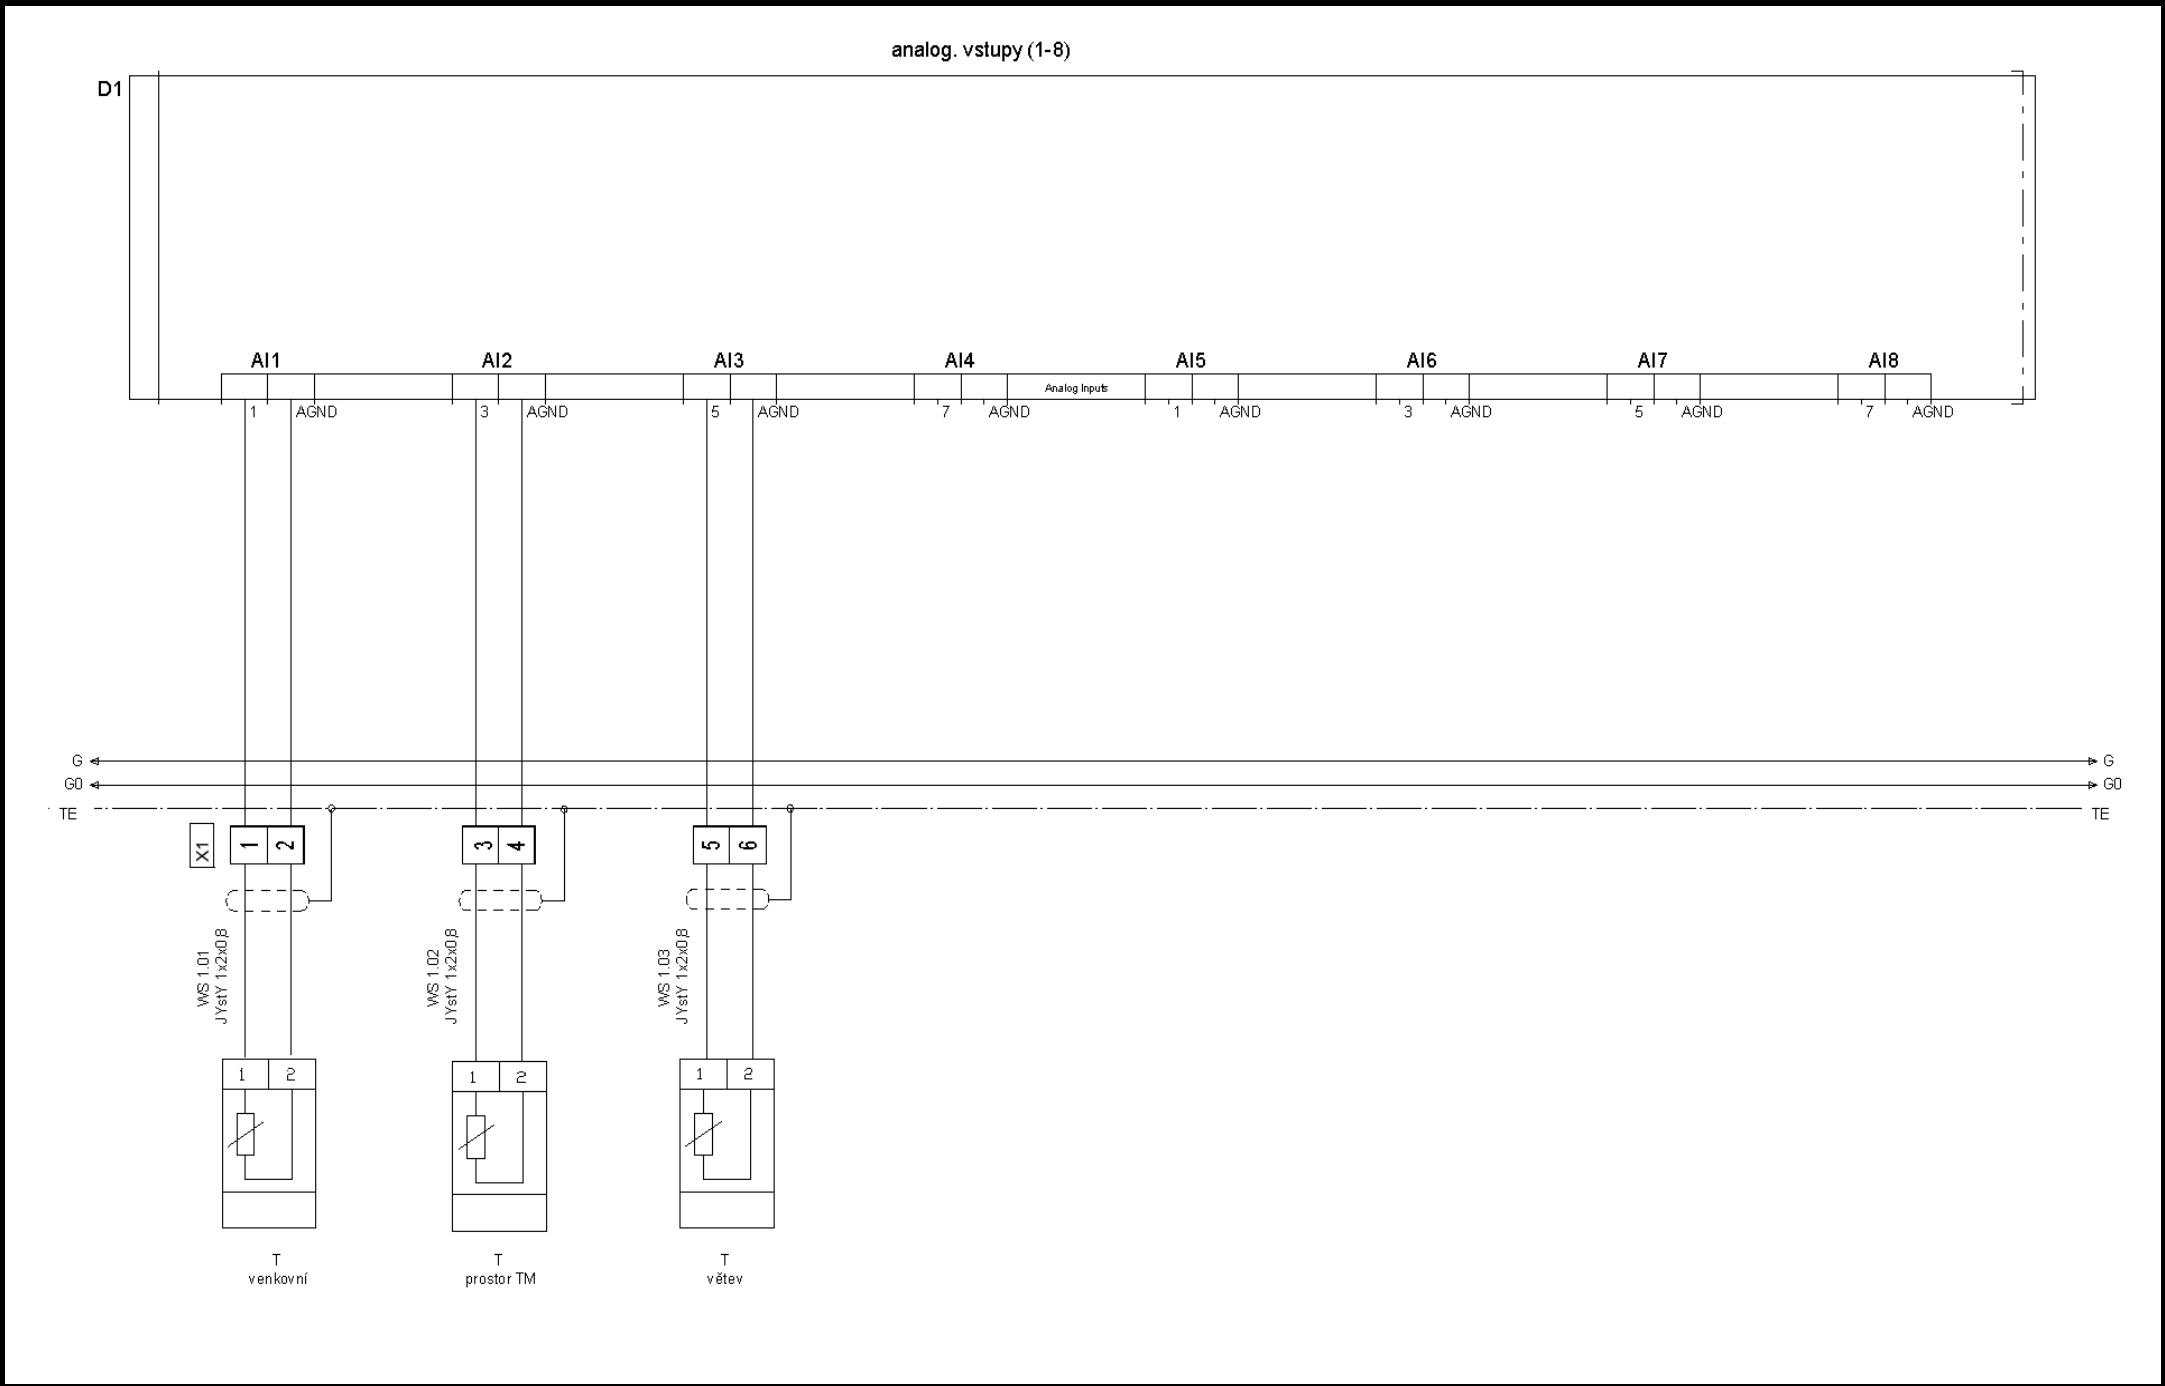 analog. vstupy (1-8)
D1
AI1 AI2 AI3 AI4 AI5 AI6 AI7 AI8
Analog Inputs
1 AGND 3 AGND 5 AGND 7 AGND 1 AGND 3 AGND 5 AGND 7 AGND
G G
G0 G0
TE TE
X1 1 2 3 4 5 6
WS 1.01
JYstY 1x2x0,8
WS 1.02
JYstY 1x2x0,8
WS 1.03
JYstY 1x2x0,8
1 2 1 2 1 2
T T T
venkovní prostor TM větev